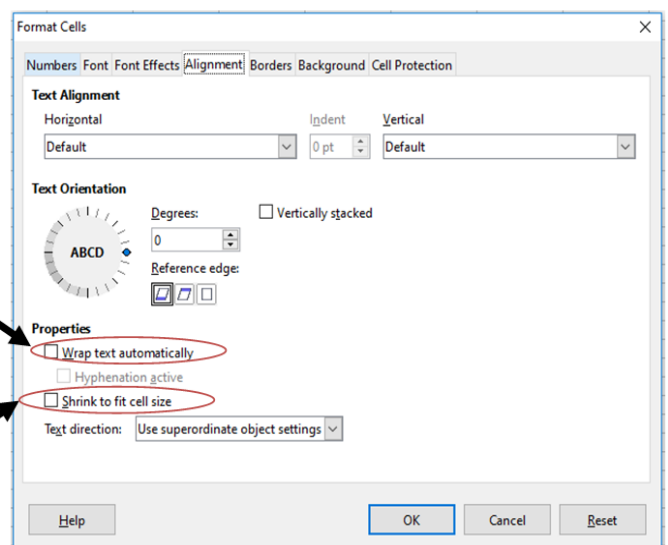 Format Cells
Numbers Font Font Effects Alignment Borders Background Cell Protection
Text Alignment
Horizontal Indent Vertical
Default 0 pt Default
Text Orientation
Degrees: Vertically stacked
0
ABCD
Reference edge:
Properties
Wrap text automatically
Hyphenation active
Shrink to fit cell size
Text direction: Use superordinate object settings
Help OK Cancel Reset